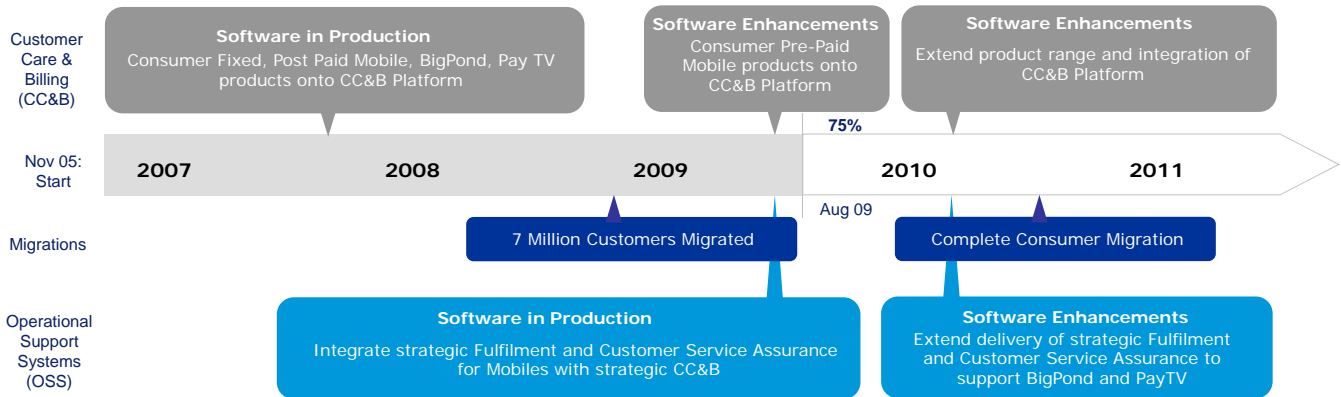 Customer
Care &
Billing
(CC&B)
Software in Production
Consumer Fixed, Post Paid Mobile, BigPond, Pay TV
products onto CC&B Platform
Software Enhancements
Consumer Pre-Paid
Mobile products onto
CC&B Platform
Software Enhancements
Extend product range and integration of
CC&B Platform
75%
Nov 05:
Start
2007
2008
2009
2010
2011
Aug 09
Migrations
7 Million Customers Migrated
Complete Consumer Migration
Operational
Support
Systems
(OSS)
Software in Production
Integrate strategic Fulfilment and Customer Service Assurance
for Mobiles with strategic CC&B
Software Enhancements
Extend delivery of strategic Fulfilment
and Customer Service Assurance to
support BigPond and PayTV